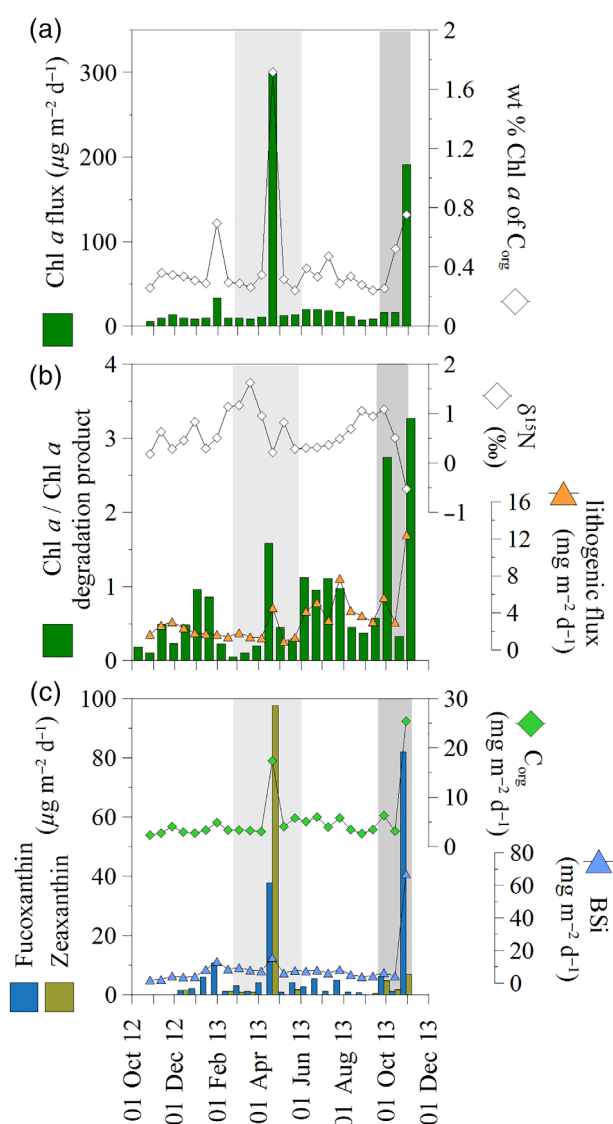 (a)
Chl a flux (µg m⁻² d⁻¹)
300
200
100
0
2
1.6
1.2
0.8
0.4
0
wt % Chl a of Corg
(b)
Chl a / Chl a
degradation product
4
3
2
1
0
2
1
0
−1
δ¹⁵N
(‰)
16
12
8
4
0
lithogenic flux
(mg m⁻² d⁻¹)
(c)
Fucoxanthin
Zeaxanthin
(µg m⁻² d⁻¹)
100
80
60
40
20
0
30
20
10
0
Corg
(mg m⁻² d⁻¹)
80
60
40
20
0
BSi
(mg m⁻² d⁻¹)
01 Oct 12
01 Dec 12
01 Feb 13
01 Apr 13
01 Jun 13
01 Aug 13
01 Oct 13
01 Dec 13